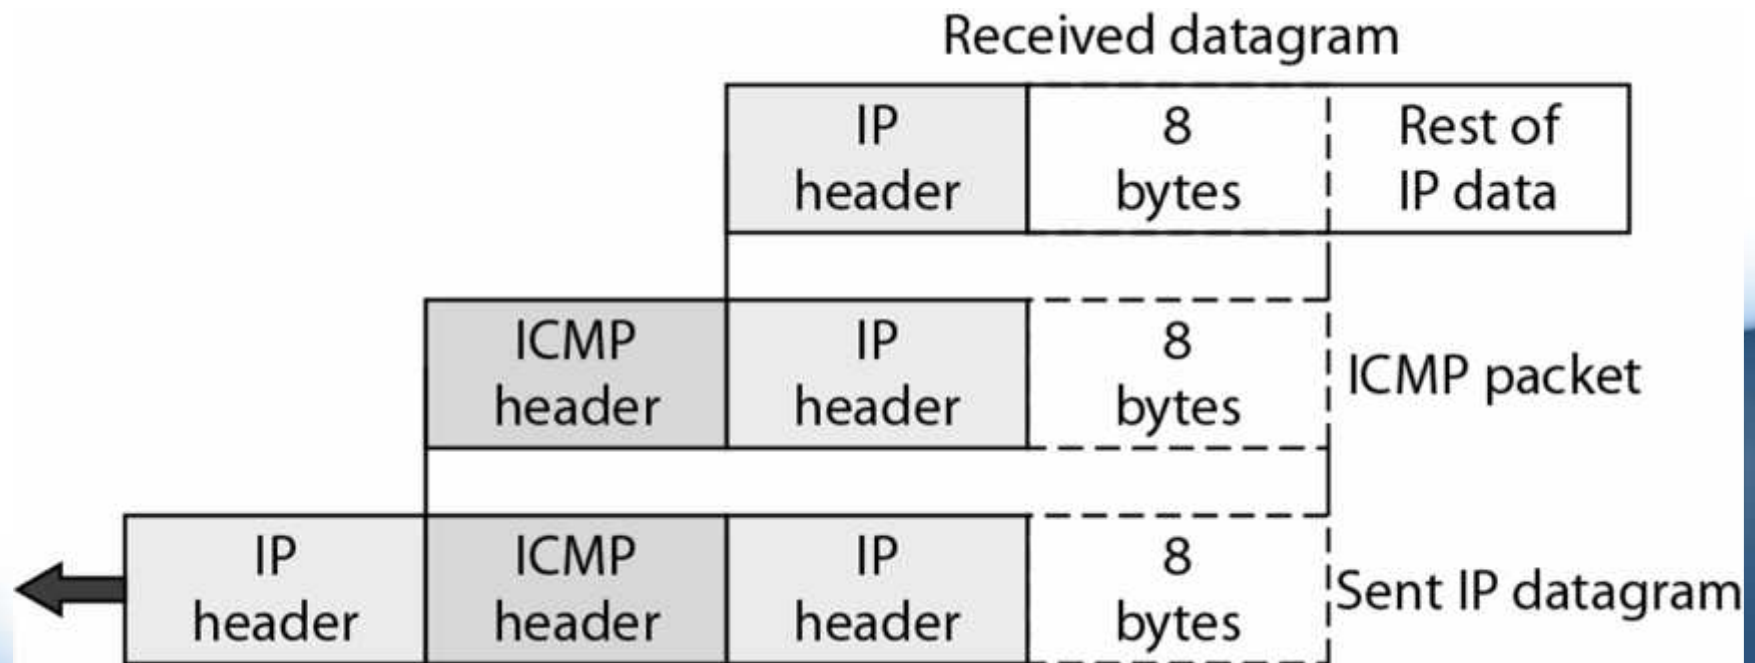 Received datagram
IP
header
8
bytes
Rest of
IP data
ICMP
header
IP
header
8
bytes
ICMP packet
IP
header
ICMP
header
IP
header
8
bytes
Sent IP datagram